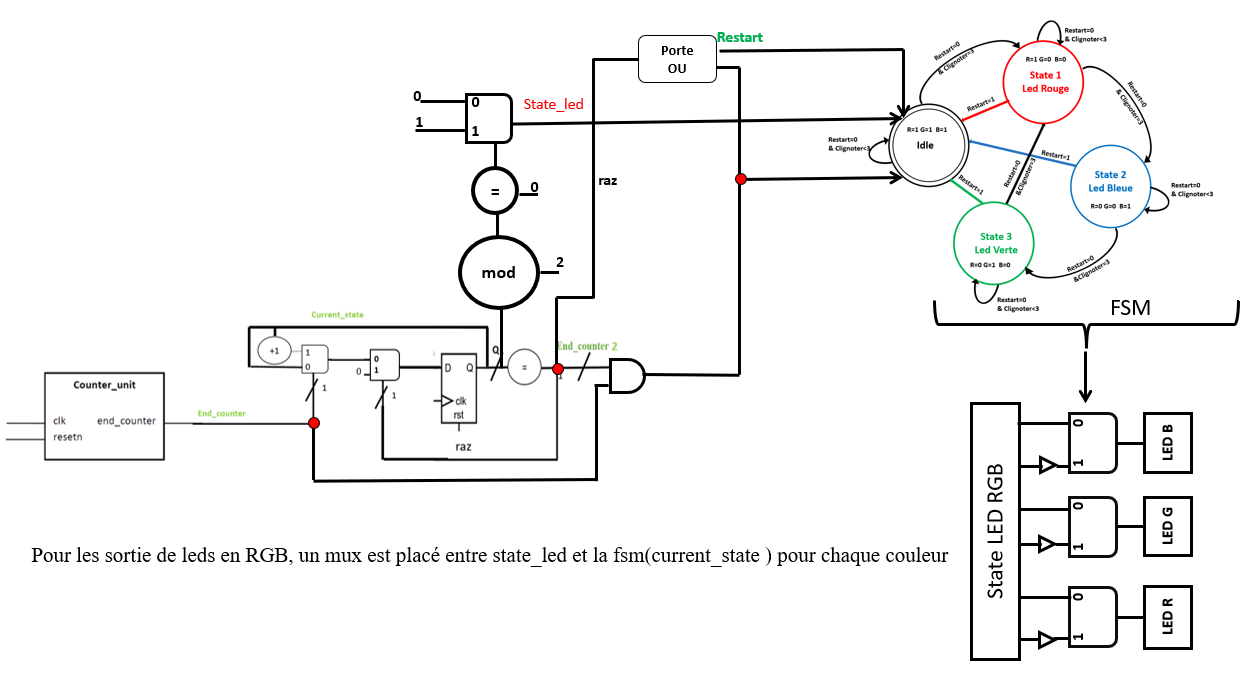 Restart
Porte
OU
0
1
0
1
State_led
=
0
mod
2
raz
Current_state
+1
1
0
1
0
1
0
1
D
Q
clk
rst
raz
Q
=
End_counter 2
1
Counter_unit
clk
end_counter
resetn
End_counter
R=1 G=1 B=1
Idle
Restart=0
& Clignoter<3
Restart=0
& Clignoter=3
Restart=0
& Clignoter<3
R=1 G=0 B=0
State 1
Led Rouge
Restart=1
Restart=0
& Clignoter=3
Restart=1
State 2
Led Bleue
R=0 G=0 B=1
Restart=0
& Clignoter<3
Restart=0
&Clignoter=3
Restart=1
State 3
Led Verte
R=0 G=1 B=0
Restart=0
&Clignoter=3
Restart=0
& Clignoter<3
FSM
State LED RGB
0
1
LED B
0
1
LED G
0
1
LED R
Pour les sortie de leds en RGB, un mux est placé entre state_led et la fsm(current_state ) pour chaque couleur